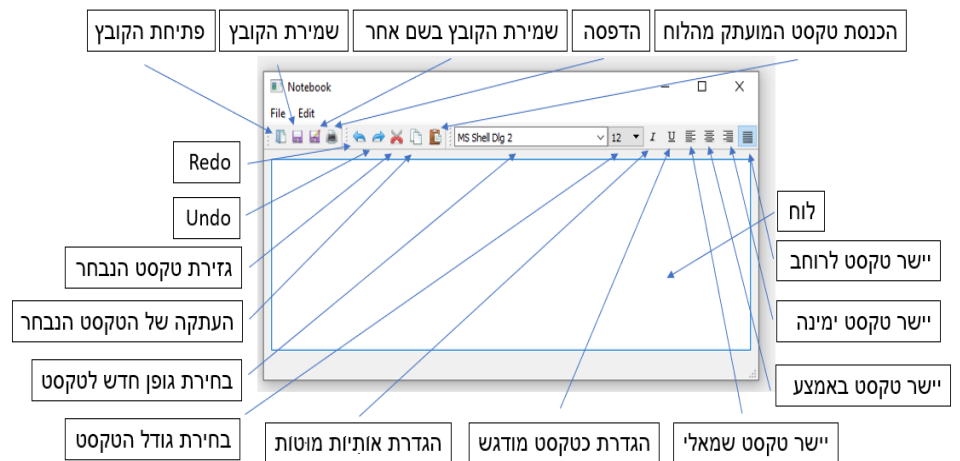 פתיחת הקובץ
שמירת הקובץ
שמירת הקובץ בשם אחר
הדפסה
הכנסת טקסט המועתק מהלוח
Notebook
File Edit
MS Shell Dlg 2
12
I
U
Redo
Undo
גזירת טקסט הנבחר
העתקה של הטקסט הנבחר
בחירת גופן חדש לטקסט
בחירת גודל הטקסט
לוח
יישר טקסט לרוחב
יישר טקסט ימינה
יישר טקסט באמצע
הגדרת אותיות מוטות
הגדרת כטקסט מודגש
יישר טקסט שמאלי